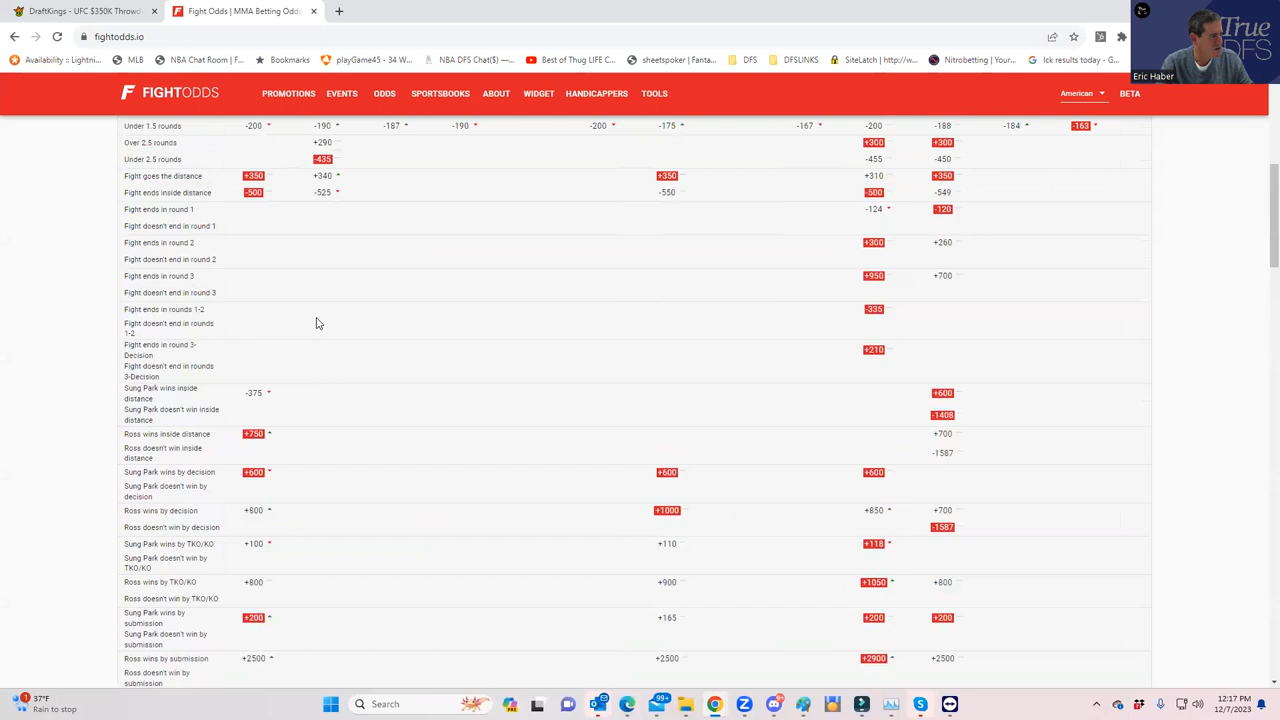 DraftKings - UFC $350K Throwd
Fight Odds | MMA Betting Odds
fightodds.io
Availability :: Lightni...
MLB
NBA Chat Room | F...
Bookmarks
playGame45 - 34 W...
DFS NBA Chat($)—...
Best of Thug LIFE C...
sheetspoker | Fanta...
DFS
DFSLINKS
SiteLatch | http://w...
Nitrobetting | Your...
Ick results today - G...
True
DFS
Eric Haber
FIGHTODDS PROMOTIONS EVENTS ODDS SPORTSBOOKS ABOUT WIDGET HANDICAPPERS TOOLS American BETA
Under 1.5 rounds -200 -190 -187 -190 -200 -175 -167 -200 -188 -184 -163
Over 2.5 rounds +290 +300 +300
Under 2.5 rounds -435 -455 -450
Fight goes the distance +350 +340 +350 +310 +350
Fight ends inside distance -500 -525 -550 -500 -549
Fight ends in round 1 -124 -120
Fight doesn't end in round 1
Fight ends in round 2 +300 +260
Fight doesn't end in round 2
Fight ends in round 3 +950 +700
Fight doesn't end in round 3
Fight ends in rounds 1-2 -335
Fight doesn't end in rounds
1-2
Fight ends in round 3-
Decision +210
Fight doesn't end in rounds
3-Decision
Sung Park wins inside
distance -375 +600
Sung Park doesn't win inside
distance -1408
Ross wins inside distance +750 +700
Ross doesn't win inside
distance -1587
Sung Park wins by decision +600 +600 +600
Sung Park doesn't win by
decision
Ross wins by decision +800 +1000 +850 +700
Ross doesn't win by decision -1587
Sung Park wins by TKO/KO +100 +110 +118
Sung Park doesn't win by
TKO/KO
Ross wins by TKO/KO +800 +900 +1050 +800
Ross doesn't win by TKO/KO
Sung Park wins by
submission +200 +165 +200 +200
Sung Park doesn't win by
submission
Ross wins by submission +2500 +2500 +2900 +2500
Ross doesn't win by
submission
37°F
Rain to stop
Search
99+
12:17 PM
12/7/2023